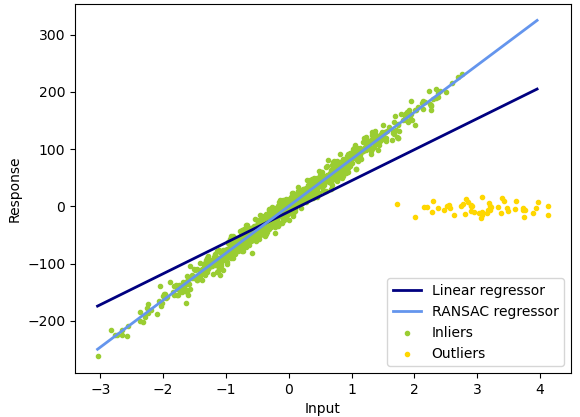 300
200
100
0
−100
−200
Response
−3 −2 −1 0 1 2 3 4
Input
Linear regressor
RANSAC regressor
Inliers
Outliers